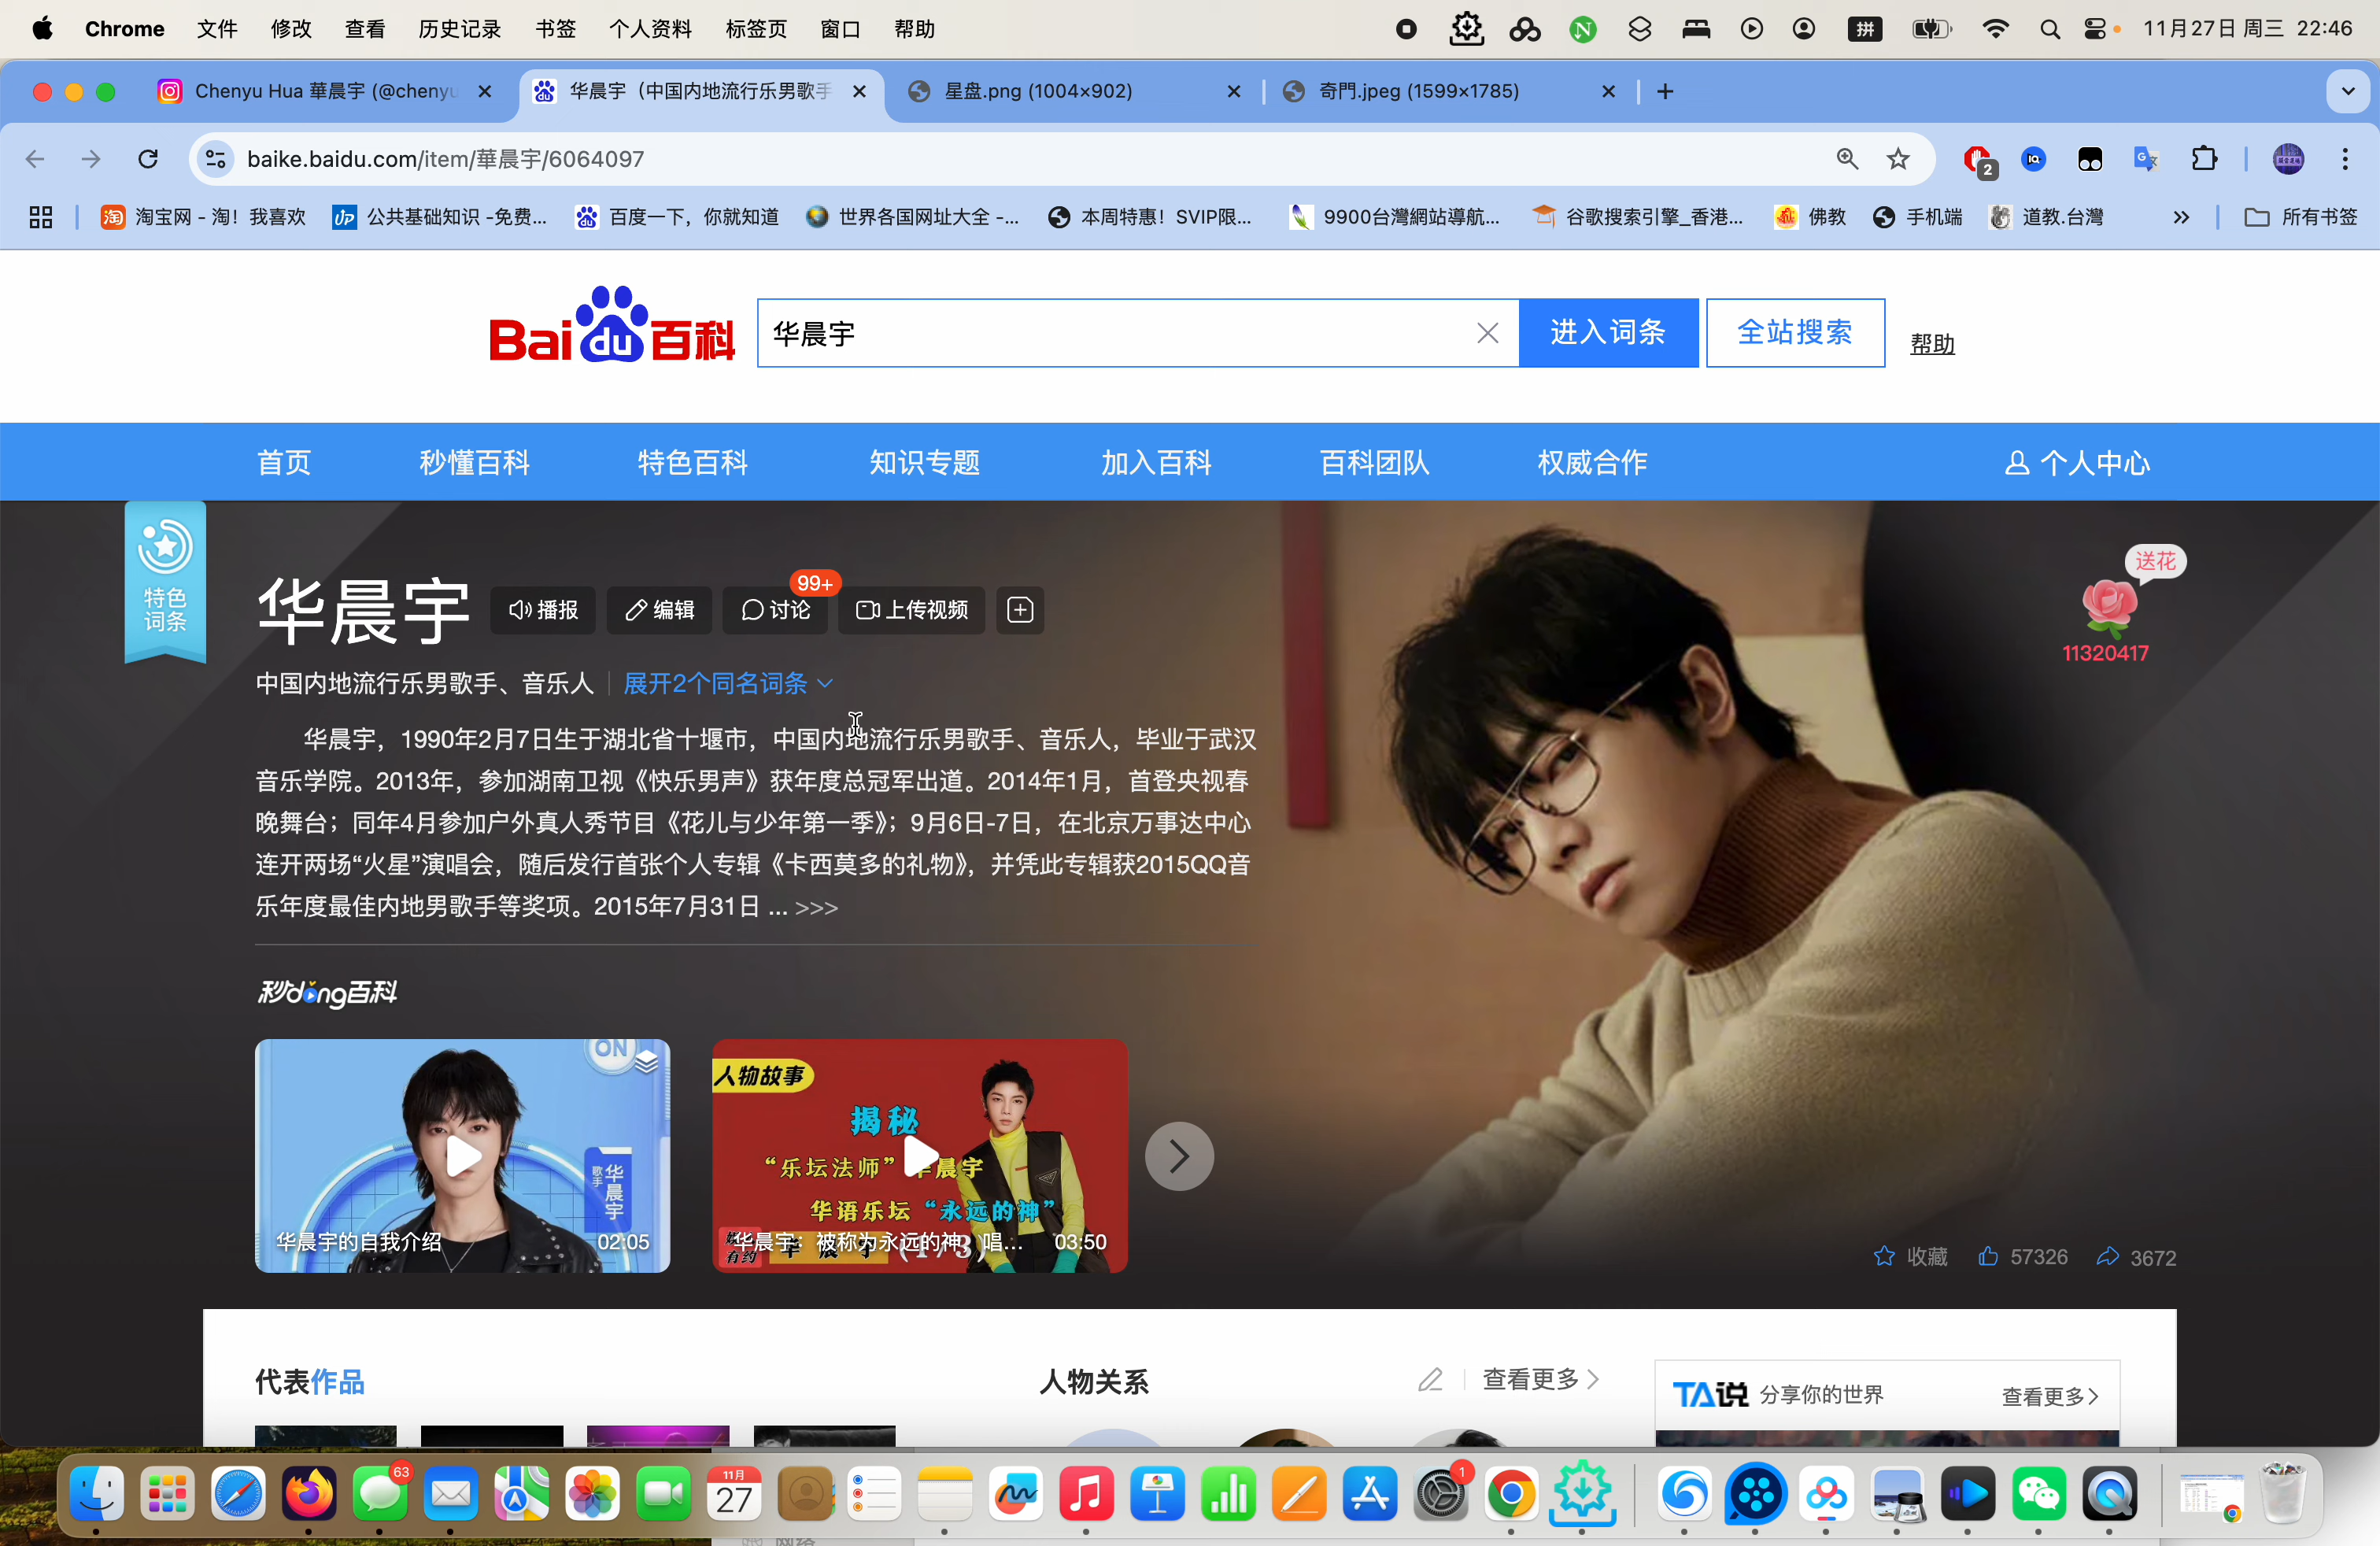 Chrome 文件 修改 查看 历史记录 书签 个人资料 标签页 窗口 帮助
拼
11月27日 周三 22:46
Chenyu Hua 華晨宇 (@chenyu
华晨宇（中国内地流行乐男歌手
星盘.png (1004×902)
奇門.jpeg (1599×1785)
baike.baidu.com/item/華晨宇/6064097
2
淘宝网 - 淘！我喜欢
公共基础知识 -免费...
百度一下，你就知道
世界各国网址大全 -...
本周特惠！SVIP限...
9900台灣網站導航...
谷歌搜索引擎_香港...
佛教
手机端
道教.台灣
所有书签
Bai du 百科
华晨宇
进入词条
全站搜索
帮助
首页 秒懂百科 特色百科 知识专题 加入百科 百科团队 权威合作 个人中心
特色
词条
送花
11320417
华晨宇
播报
编辑
讨论
99+
上传视频
中国内地流行乐男歌手、音乐人
展开2个同名词条
华晨宇，1990年2月7日生于湖北省十堰市，中国内地流行乐男歌手、音乐人，毕业于武汉
音乐学院。2013年，参加湖南卫视《快乐男声》获年度总冠军出道。2014年1月，首登央视春
晚舞台；同年4月参加户外真人秀节目《花儿与少年第一季》；9月6日-7日，在北京万事达中心
连开两场“火星”演唱会，随后发行首张个人专辑《卡西莫多的礼物》，并凭此专辑获2015QQ音
乐年度最佳内地男歌手等奖项。2015年7月31日 ... >>>
秒dong百科
ON
歌手
华晨宇
华晨宇的自我介绍
02:05
人物故事
揭秘
“乐坛法师”华晨宇
华语乐坛“永远的神”
有约
(1/3)
华晨宇：被称为永远的神，唱...
03:50
收藏
57326
3672
代表作品
人物关系
查看更多
TA说 分享你的世界
查看更多
63
11月
27
1